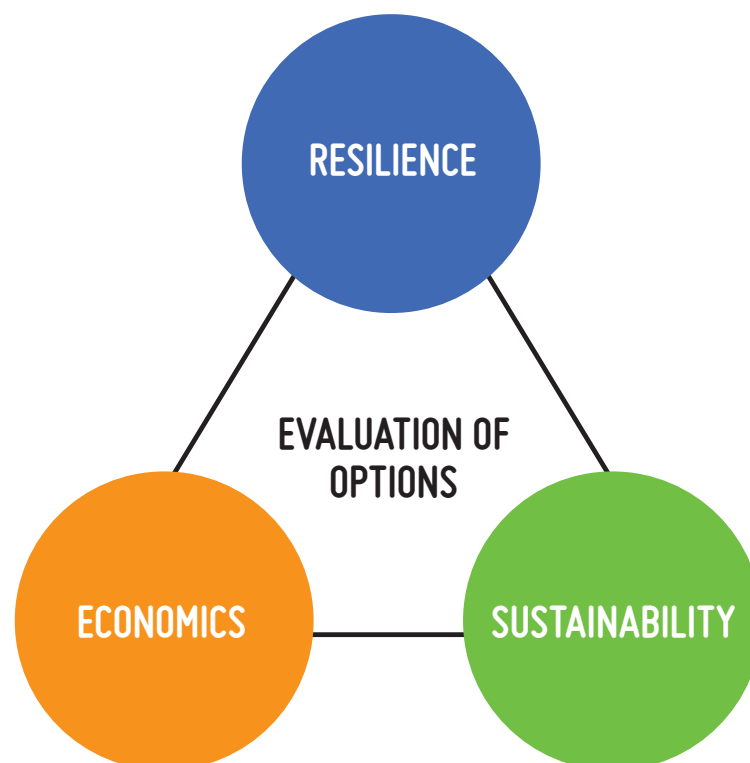 RESILIENCE
EVALUATION OF
OPTIONS
ECONOMICS
SUSTAINABILITY